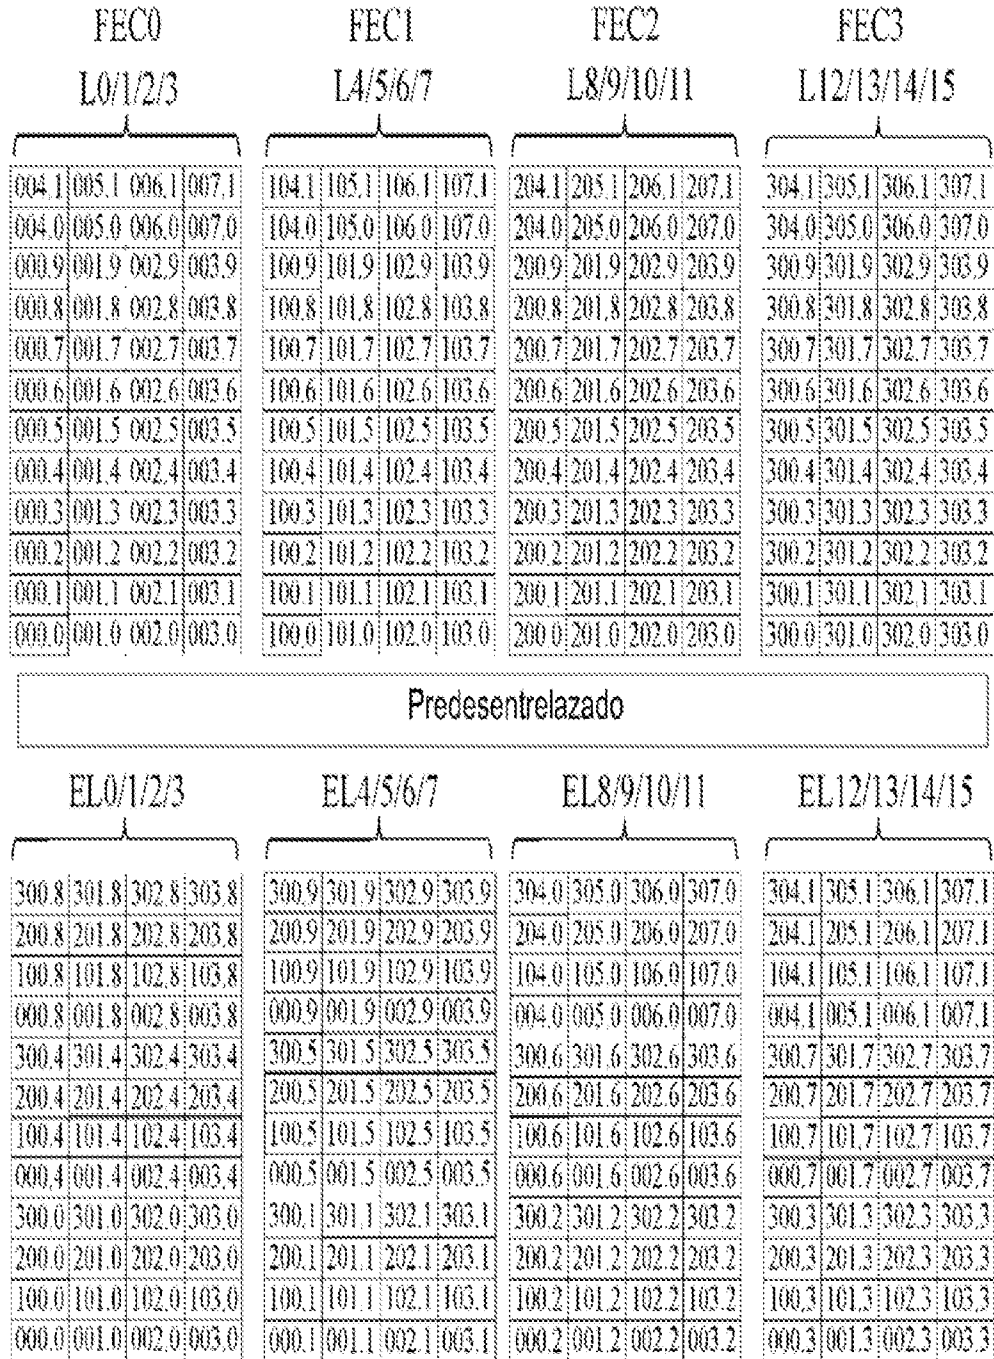 FEC0 FEC1 FEC2 FEC3
L0/1/2/3 L4/5/6/7 L8/9/10/11 L12/13/14/15
004.1 005.1 006.1 007.1 104.1 105.1 106.1 107.1 204.1 205.1 206.1 207.1 304.1 305.1 306.1 307.1
004.0 005.0 006.0 007.0 104.0 105.0 106.0 107.0 204.0 205.0 206.0 207.0 304.0 305.0 306.0 307.0
000.9 001.9 002.9 003.9 100.9 101.9 102.9 103.9 200.9 201.9 202.9 203.9 300.9 301.9 302.9 303.9
000.8 001.8 002.8 003.8 100.8 101.8 102.8 103.8 200.8 201.8 202.8 203.8 300.8 301.8 302.8 303.8
000.7 001.7 002.7 003.7 100.7 101.7 102.7 103.7 200.7 201.7 202.7 203.7 300.7 301.7 302.7 303.7
000.6 001.6 002.6 003.6 100.6 101.6 102.6 103.6 200.6 201.6 202.6 203.6 300.6 301.6 302.6 303.6
000.5 001.5 002.5 003.5 100.5 101.5 102.5 103.5 200.5 201.5 202.5 203.5 300.5 301.5 302.5 303.5
000.4 001.4 002.4 003.4 100.4 101.4 102.4 103.4 200.4 201.4 202.4 203.4 300.4 301.4 302.4 303.4
000.3 001.3 002.3 003.3 100.3 101.3 102.3 103.3 200.3 201.3 202.3 203.3 300.3 301.3 302.3 303.3
000.2 001.2 002.2 003.2 100.2 101.2 102.2 103.2 200.2 201.2 202.2 203.2 300.2 301.2 302.2 303.2
000.1 001.1 002.1 003.1 100.1 101.1 102.1 103.1 200.1 201.1 202.1 203.1 300.1 301.1 302.1 303.1
000.0 001.0 002.0 003.0 100.0 101.0 102.0 103.0 200.0 201.0 202.0 203.0 300.0 301.0 302.0 303.0
Predesentrelazado
EL0/1/2/3 EL4/5/6/7 EL8/9/10/11 EL12/13/14/15
300.8 301.8 302.8 303.8 300.9 301.9 302.9 303.9 304.0 305.0 306.0 307.0 304.1 305.1 306.1 307.1
200.8 201.8 202.8 203.8 200.9 201.9 202.9 203.9 204.0 205.0 206.0 207.0 204.1 205.1 206.1 207.1
100.8 101.8 102.8 103.8 100.9 101.9 102.9 103.9 104.0 105.0 106.0 107.0 104.1 105.1 106.1 107.1
000.8 001.8 002.8 003.8 000.9 001.9 002.9 003.9 004.0 005.0 006.0 007.0 004.1 005.1 006.1 007.1
300.4 301.4 302.4 303.4 300.5 301.5 302.5 303.5 300.6 301.6 302.6 303.6 300.7 301.7 302.7 303.7
200.4 201.4 202.4 203.4 200.5 201.5 202.5 203.5 200.6 201.6 202.6 203.6 200.7 201.7 202.7 203.7
100.4 101.4 102.4 103.4 100.5 101.5 102.5 103.5 100.6 101.6 102.6 103.6 100.7 101.7 102.7 103.7
000.4 001.4 002.4 003.4 000.5 001.5 002.5 003.5 000.6 001.6 002.6 003.6 000.7 001.7 002.7 003.7
300.0 301.0 302.0 303.0 300.1 301.1 302.1 303.1 300.2 301.2 302.2 303.2 300.3 301.3 302.3 303.3
200.0 201.0 202.0 203.0 200.1 201.1 202.1 203.1 200.2 201.2 202.2 203.2 200.3 201.3 202.3 203.3
100.0 101.0 102.0 103.0 100.1 101.1 102.1 103.1 100.2 101.2 102.2 103.2 100.3 101.3 102.3 103.3
000.0 001.0 002.0 003.0 000.1 001.1 002.1 003.1 000.2 001.2 002.2 003.2 000.3 001.3 002.3 003.3